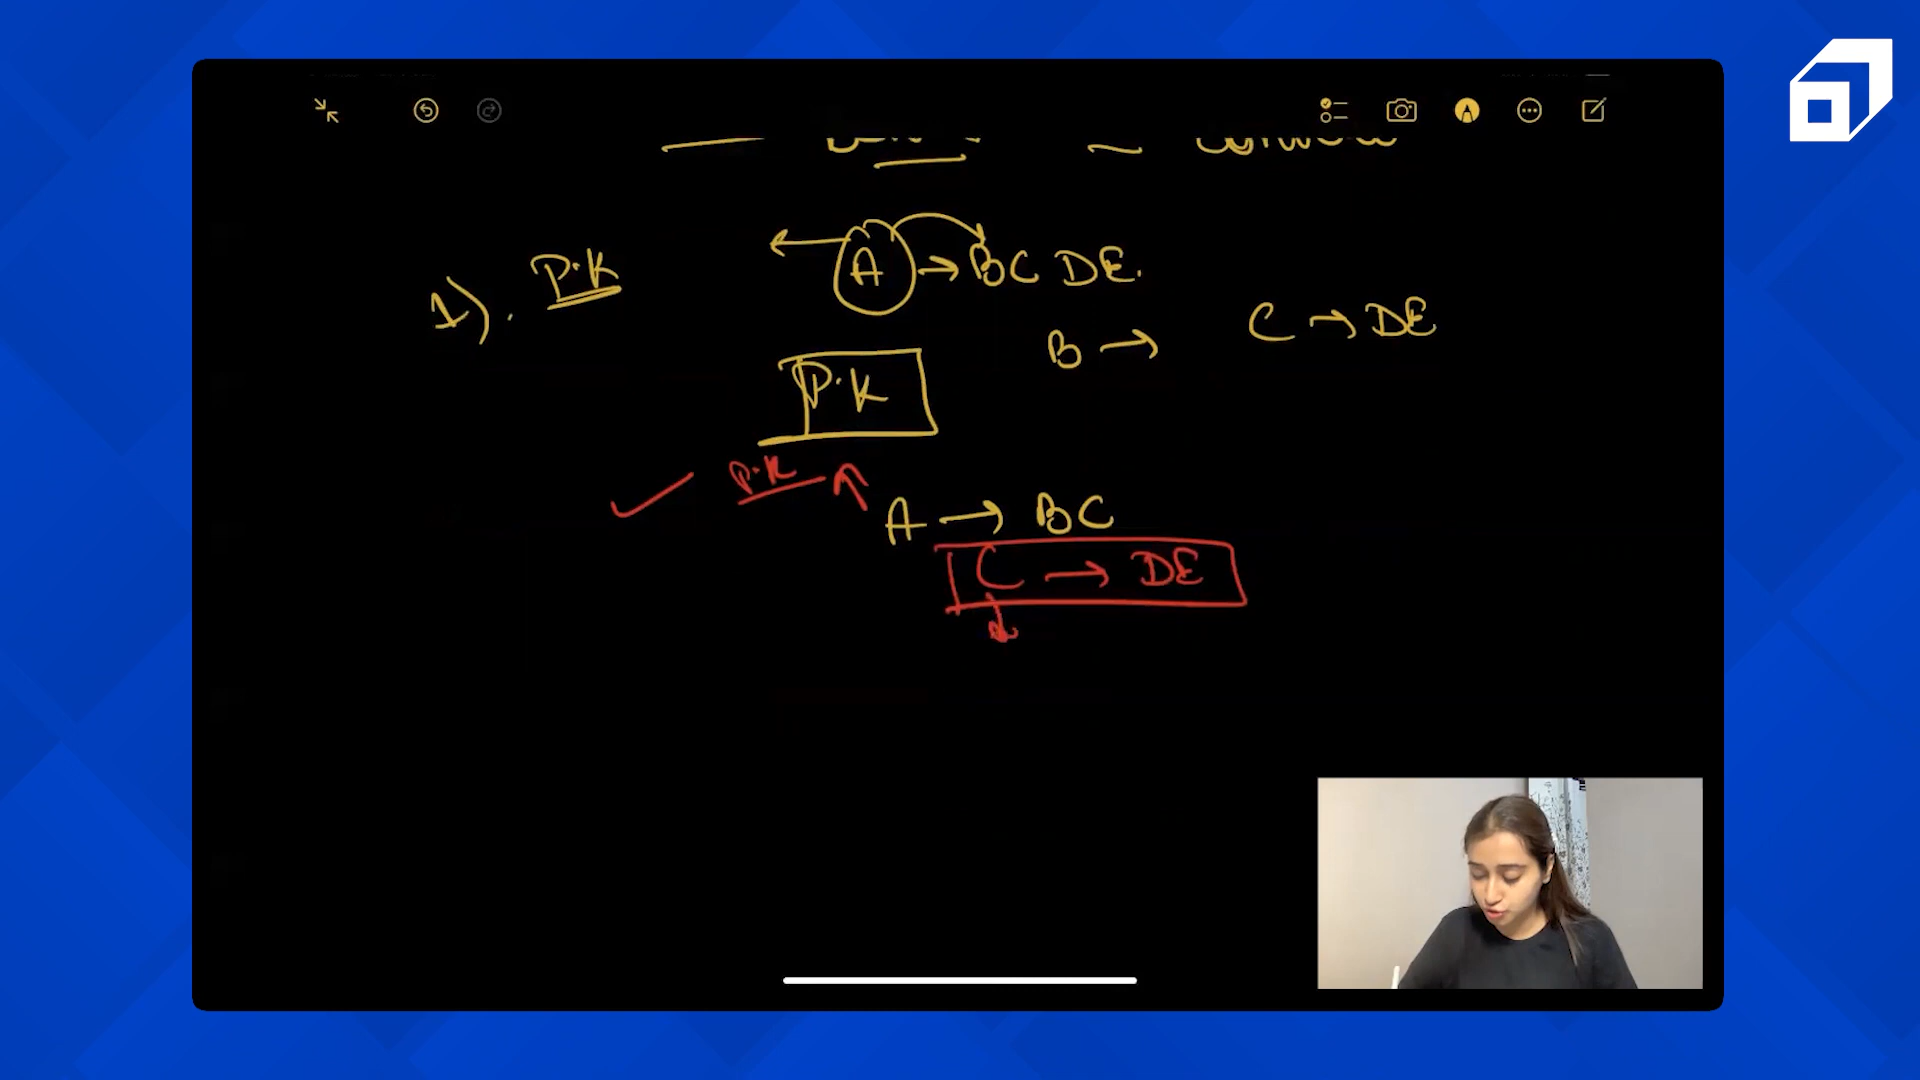 1). P.K
A → BC DE.
B → C → DE
P.K
P.K
A → BC
C → DE